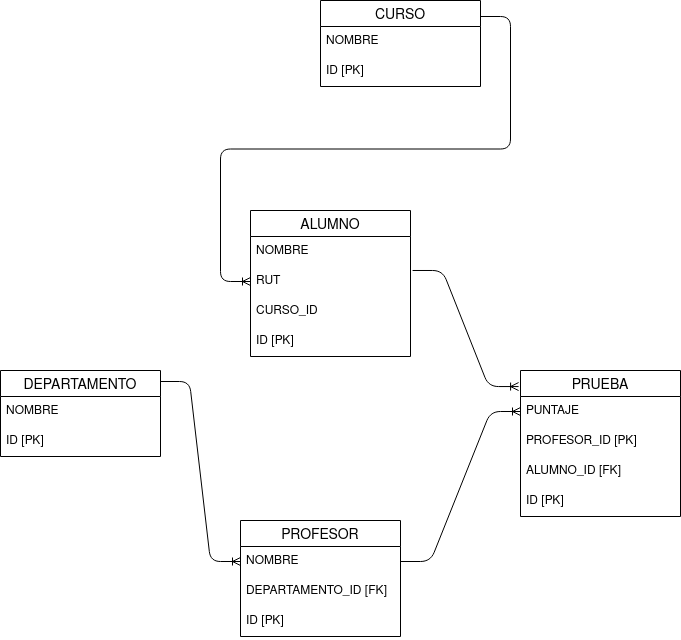 CURSO
NOMBRE
ID [PK]
ALUMNO
NOMBRE
RUT
CURSO_ID
ID [PK]
DEPARTAMENTO
NOMBRE
ID [PK]
PRUEBA
PUNTAJE
PROFESOR_ID [PK]
ALUMNO_ID [FK]
ID [PK]
PROFESOR
NOMBRE
DEPARTAMENTO_ID [FK]
ID [PK]